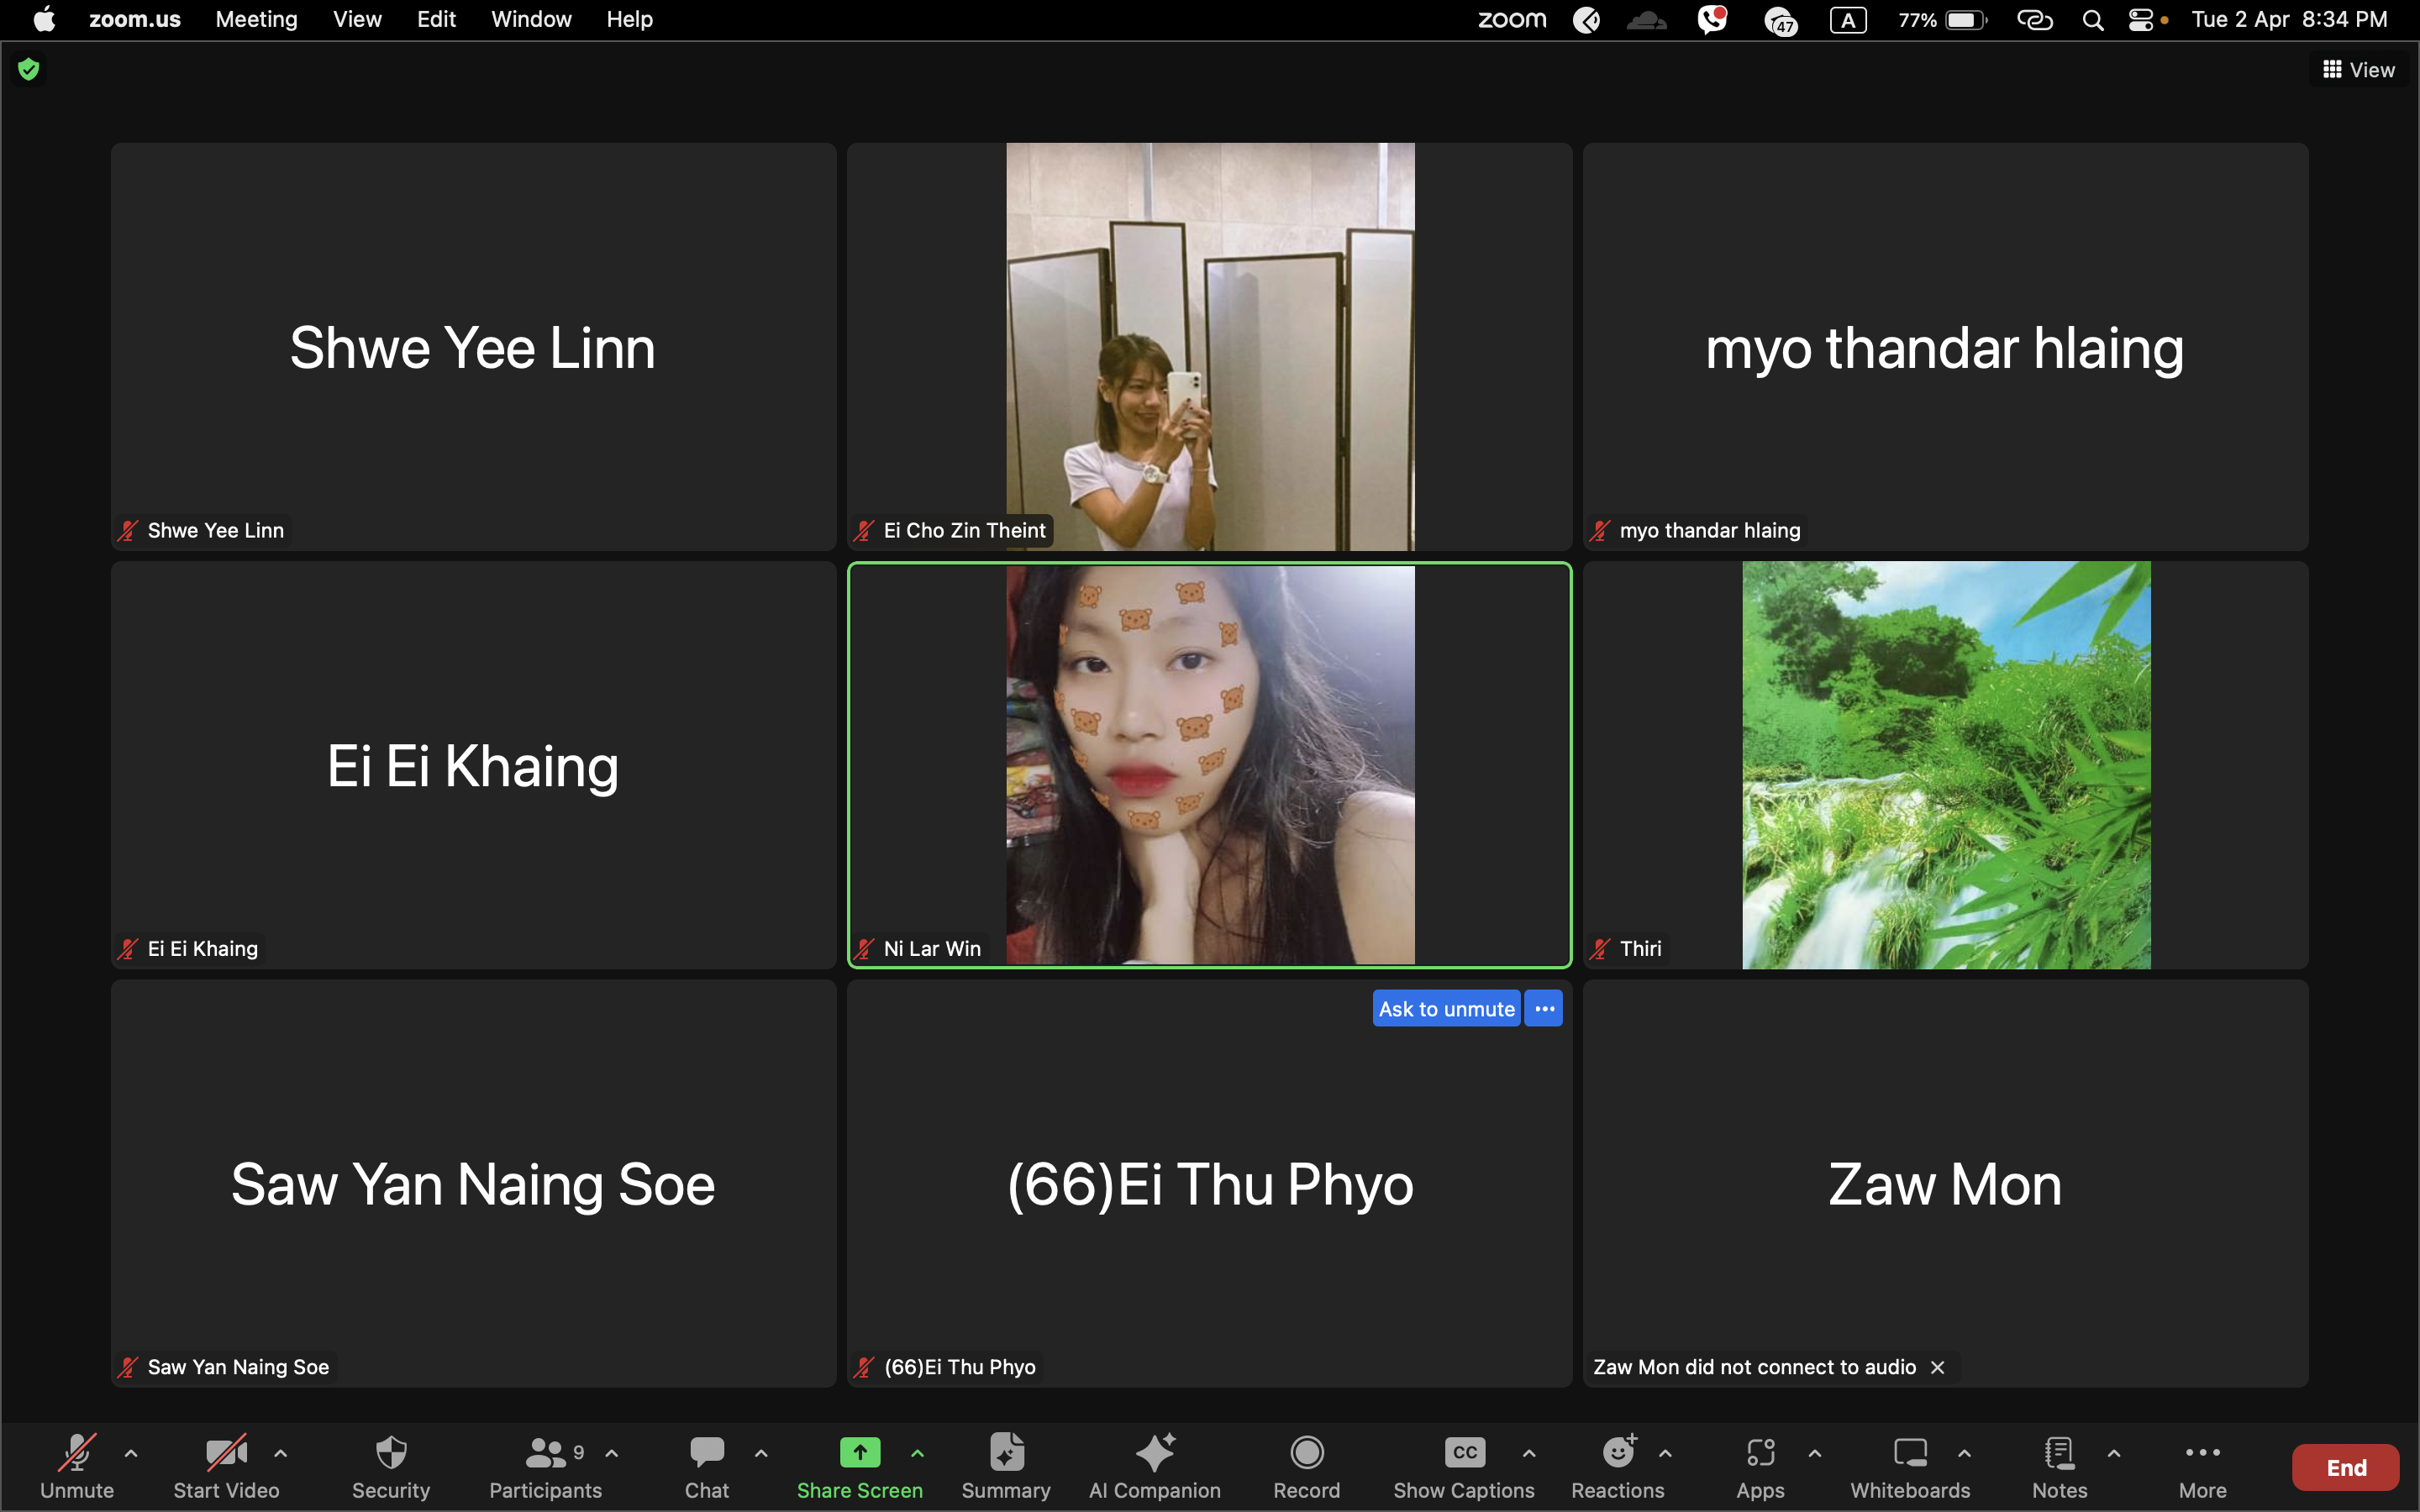 zoom.us Meeting View Edit Window Help zoom 47 A 77% Tue 2 Apr 8:34 PM
View
Shwe Yee Linn
Shwe Yee Linn
Ei Cho Zin Theint
myo thandar hlaing
myo thandar hlaing
Ei Ei Khaing
Ei Ei Khaing
Ni Lar Win
Thiri
Saw Yan Naing Soe
Saw Yan Naing Soe
Ask to unmute
(66)Ei Thu Phyo
(66)Ei Thu Phyo
Zaw Mon
Zaw Mon did not connect to audio
9
CC
Unmute Start Video Security Participants Chat Share Screen Summary AI Companion Record Show Captions Reactions Apps Whiteboards Notes More End